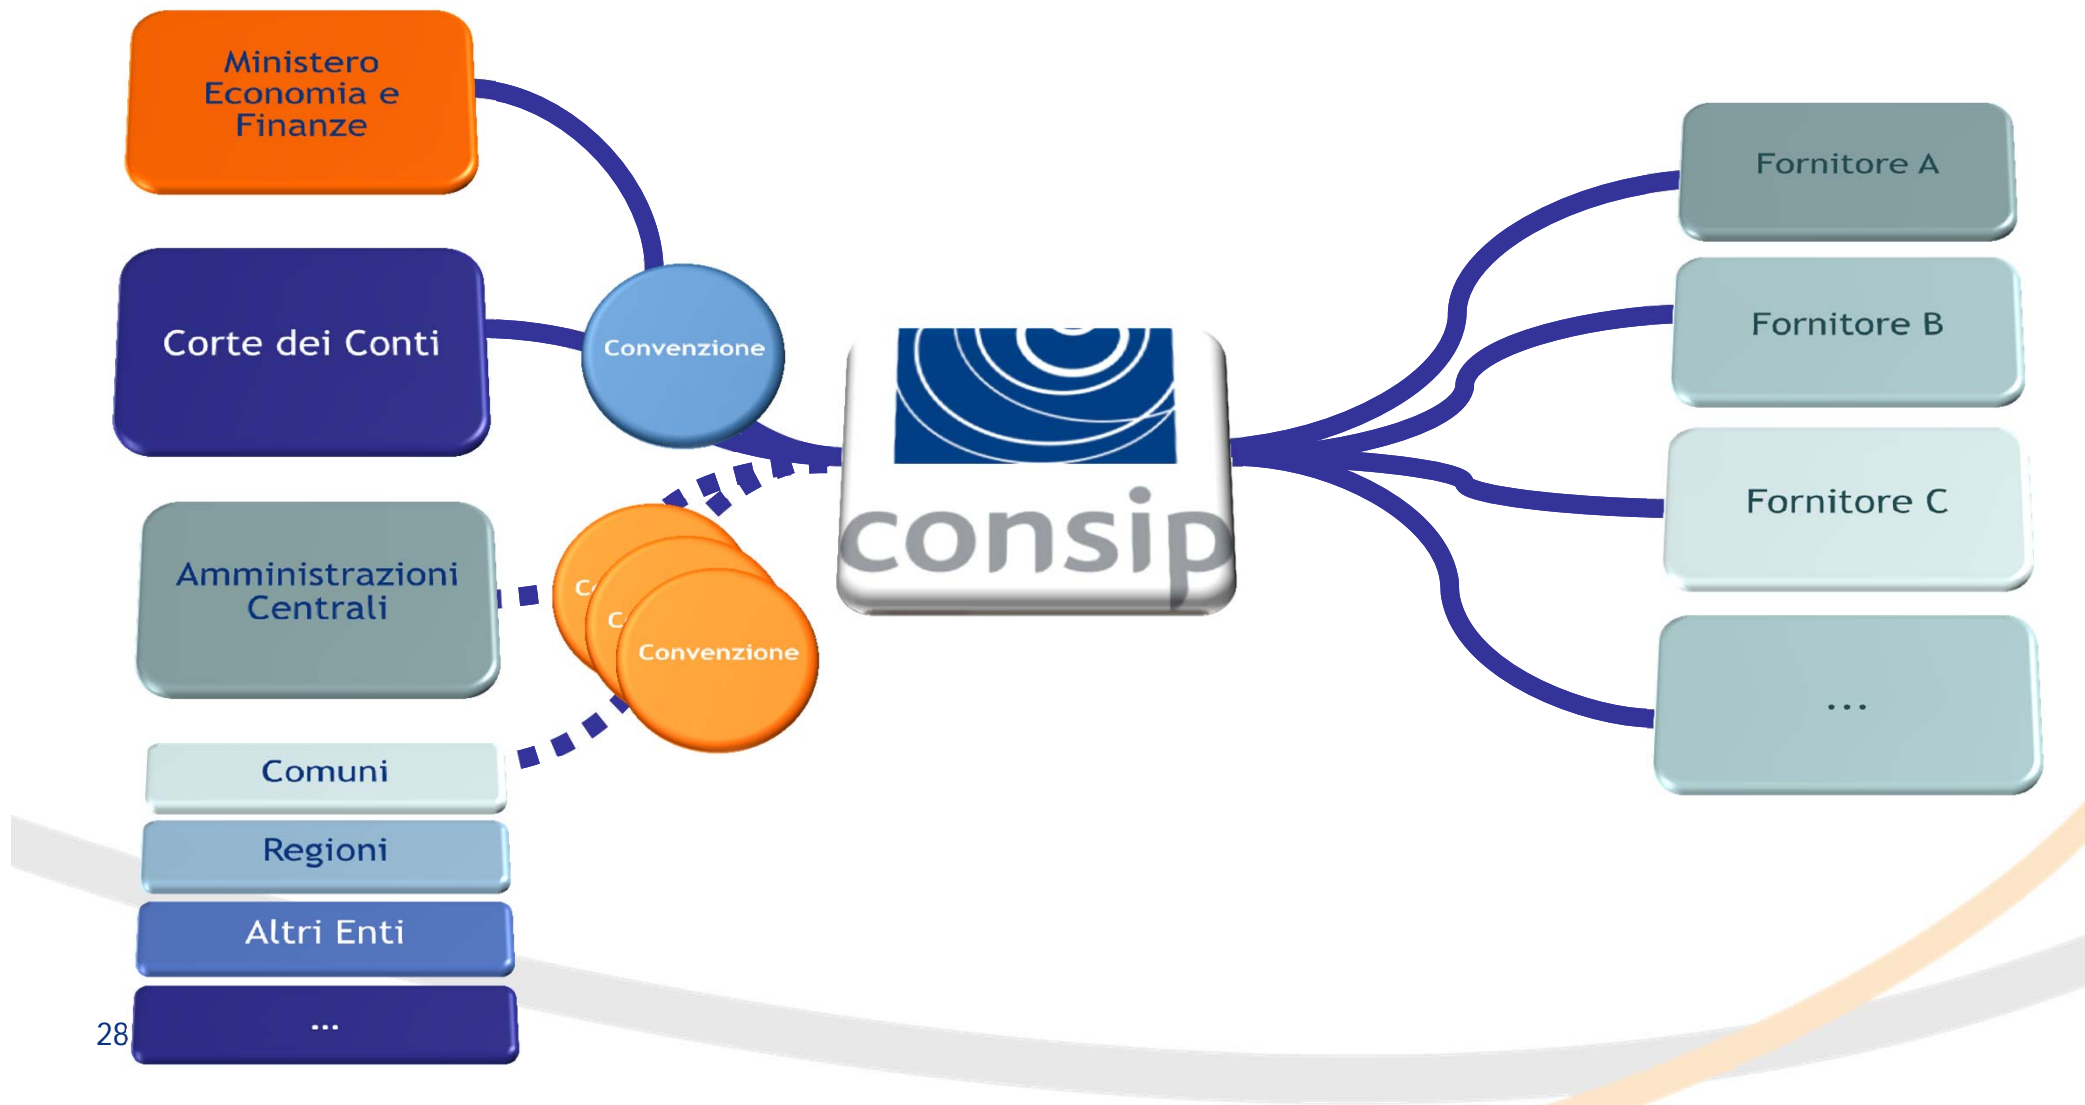 Ministero
Economia e
Finanze
Corte dei Conti
Convenzione
Amministrazioni
Centrali
Convenzione
Comuni
Regioni
Altri Enti
...
28
consip
Fornitore A
Fornitore B
Fornitore C
...